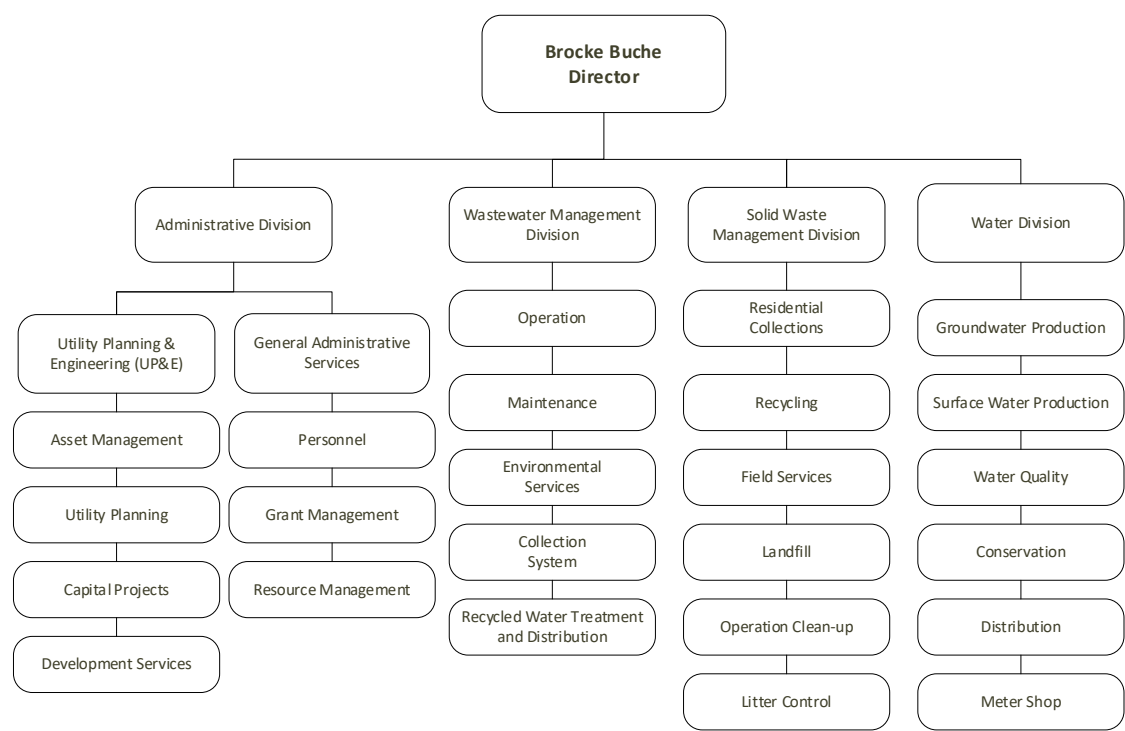 Brocke Buche
Director
Administrative Division
Wastewater Management
Division
Solid Waste
Management Division
Water Division
Utility Planning &
Engineering (UP&E)
Asset Management
Utility Planning
Capital Projects
Development Services
General Administrative
Services
Personnel
Grant Management
Resource Management
Operation
Maintenance
Environmental
Services
Collection
System
Recycled Water Treatment
and Distribution
Residential
Collections
Recycling
Field Services
Landfill
Operation Clean-up
Litter Control
Groundwater Production
Surface Water Production
Water Quality
Conservation
Distribution
Meter Shop